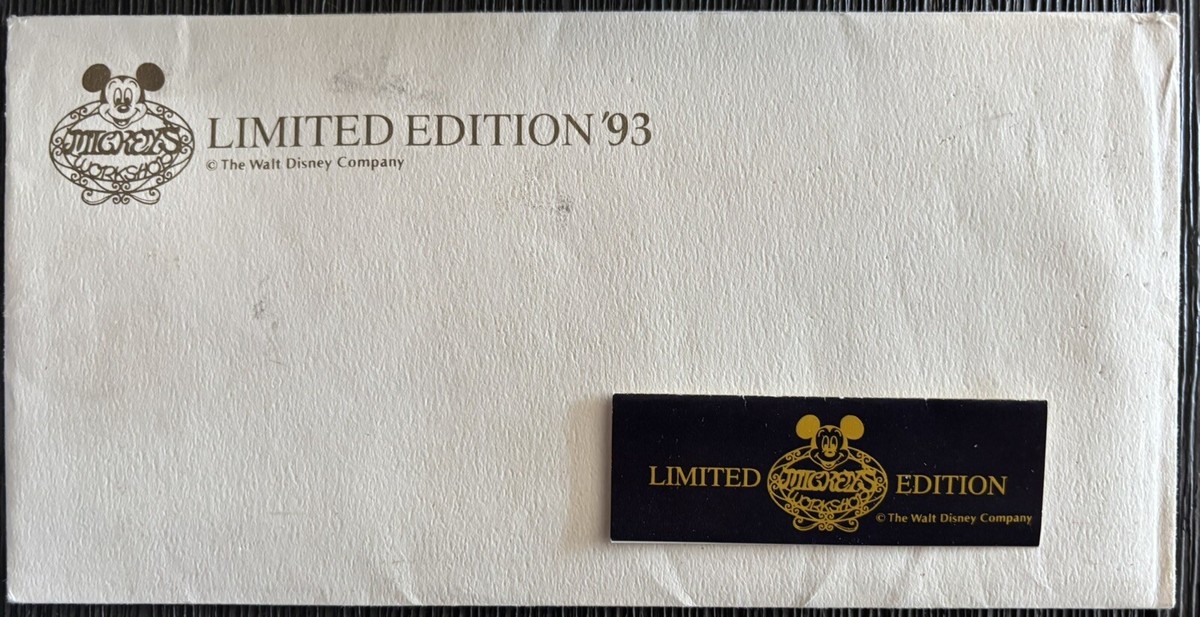 MICKEY'S
WORKSHOP
LIMITED EDITION '93
© The Walt Disney Company
LIMITED
MICKEY'S
WORKSHOP
EDITION
© The Walt Disney Company